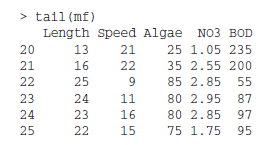 > tail(mf)
Length Speed Algae NO3 BOD
20 13 21 25 1.05 235
21 16 22 35 2.55 200
22 25 9 85 2.85 55
23 24 11 80 2.95 87
24 23 16 80 2.85 97
25 22 15 75 1.75 95